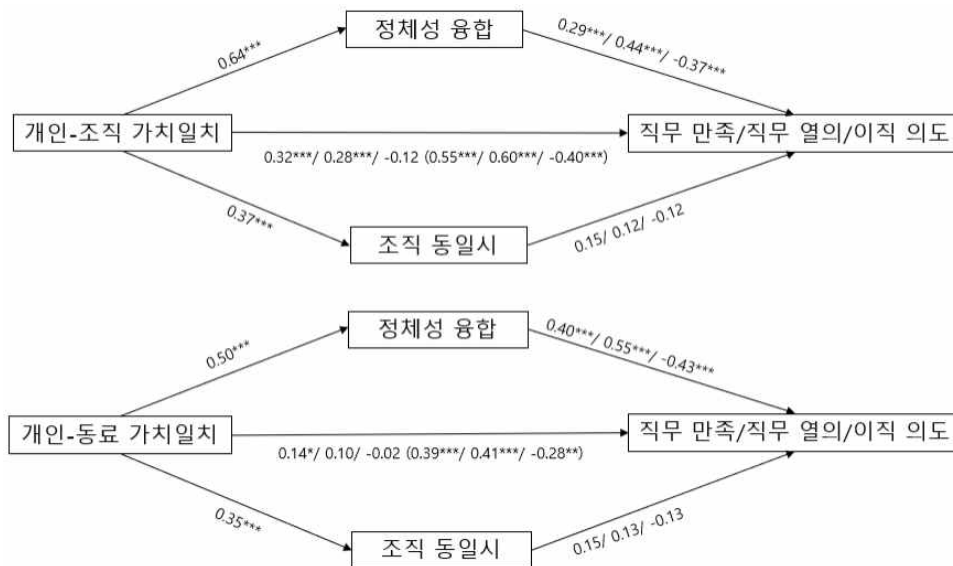 정체성 융합
0.64***
0.29***/ 0.44***/ -0.37***
개인-조직 가치일치
직무 만족/직무 열의/이직 의도
0.32***/ 0.28***/ -0.12 (0.55***/ 0.60***/ -0.40***)
0.37***
조직 동일시
0.15/ 0.12/ -0.12
정체성 융합
0.50***
0.40***/ 0.55***/ -0.43***
개인-동료 가치일치
직무 만족/직무 열의/이직 의도
0.14*/ 0.10/ -0.02 (0.39***/ 0.41***/ -0.28**)
0.35***
조직 동일시
0.15/ 0.13/ -0.13